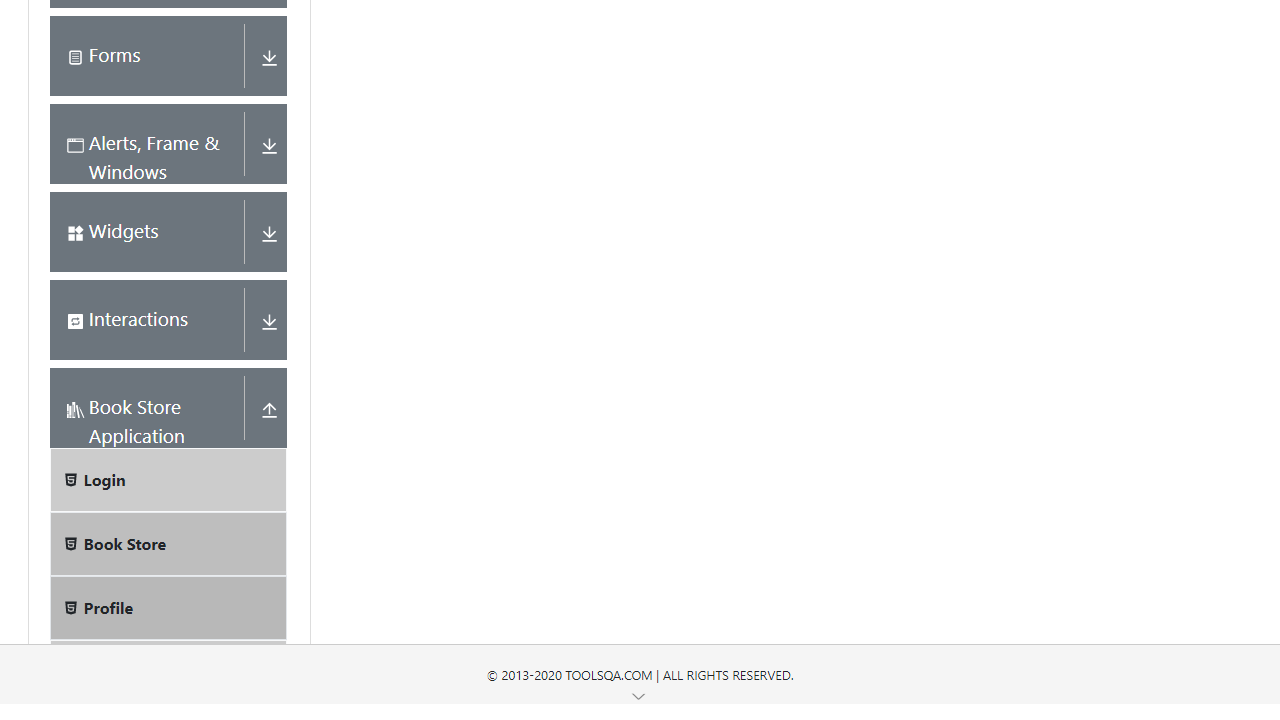 Forms
Alerts, Frame &
Windows
Widgets
Interactions
Book Store
Application
Login
Book Store
Profile
© 2013-2020 TOOLSQA.COM | ALL RIGHTS RESERVED.